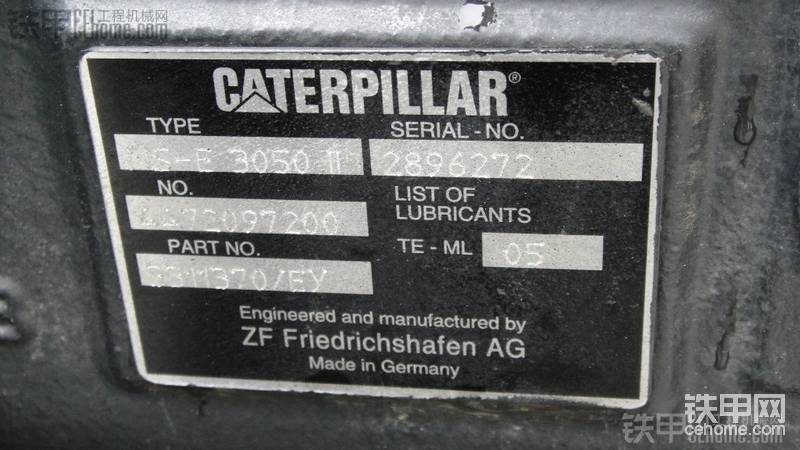 铁甲 工程机械网
cehome.com
CATERPILLAR®
TYPE
3050 II
SERIAL-NO.
2896272
NO.
LIST OF
LUBRICANTS
PART NO.
TE-ML 05
Engineered and manufactured by
ZF Friedrichshafen AG
Made in Germany
铁甲网
cehome.com